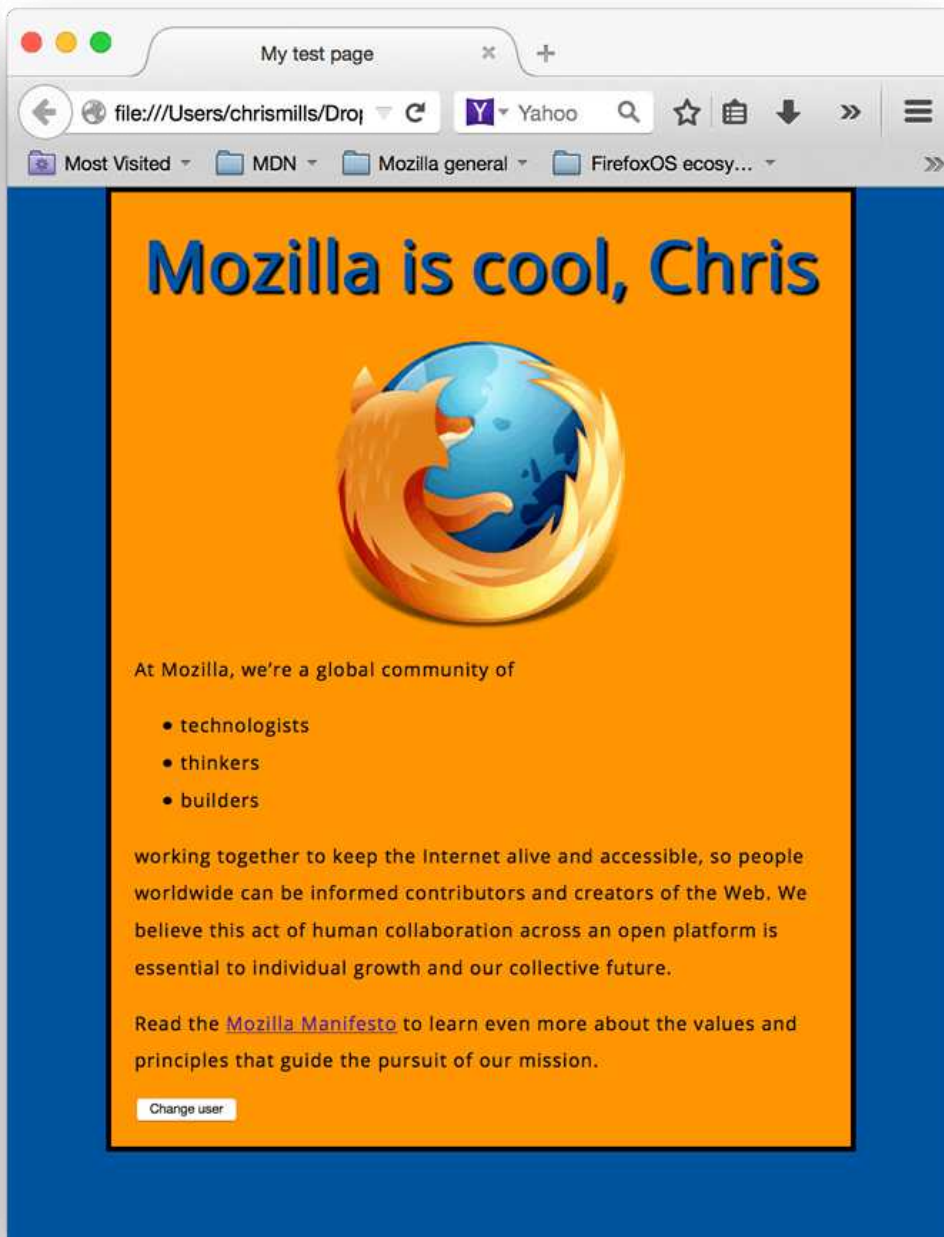 My test page
file:///Users/chrismills/Drop
Yahoo
Most Visited
MDN
Mozilla general
FirefoxOS ecosy...
Mozilla is cool, Chris
At Mozilla, we're a global community of
• technologists
• thinkers
• builders
working together to keep the Internet alive and accessible, so people
worldwide can be informed contributors and creators of the Web. We
believe this act of human collaboration across an open platform is
essential to individual growth and our collective future.
Read the Mozilla Manifesto to learn even more about the values and
principles that guide the pursuit of our mission.
Change user